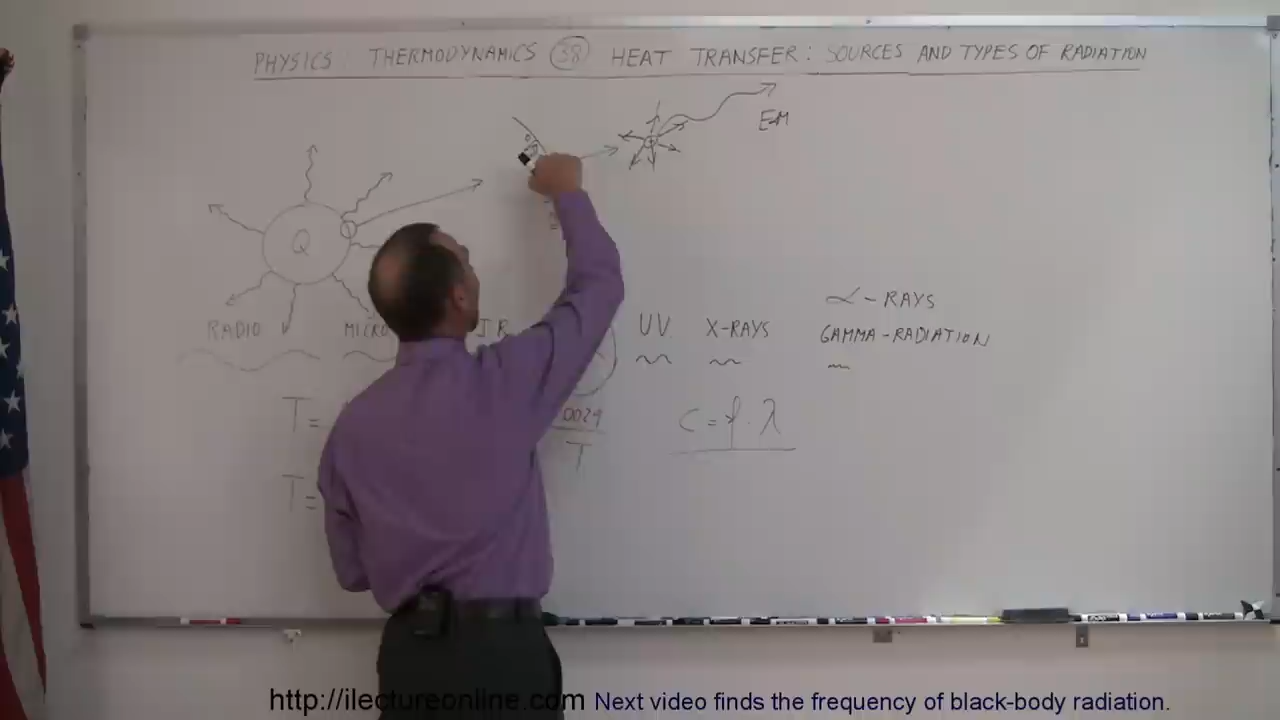 PHYSICS: THERMODYNAMICS 38 HEAT TRANSFER: SOURCES AND TYPES OF RADIATION
E-M
Q
α-RAYS
RADIO MICRO IR UV. X-RAYS GAMMA-RADIATION
T= 0029 c=f·λ
T
T=
http://ilectureonline.com Next video finds the frequency of black-body radiation.